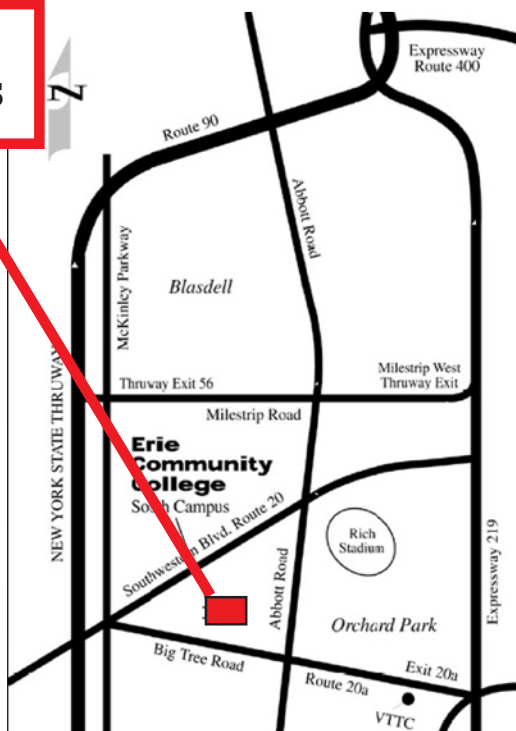 Expressway
Route 400
N
Route 90
Abbott Road
McKinley Parkway
Blasdell
NEW YORK STATE THRUWAY
Thruway Exit 56
Milestrip West
Thruway Exit
Milestrip Road
Erie
Community
College
South Campus
Southwestern Blvd. Route 20
Rich
Stadium
Abbott Road
Expressway 219
Orchard Park
Big Tree Road
Exit 20a
Route 20a
VTTC